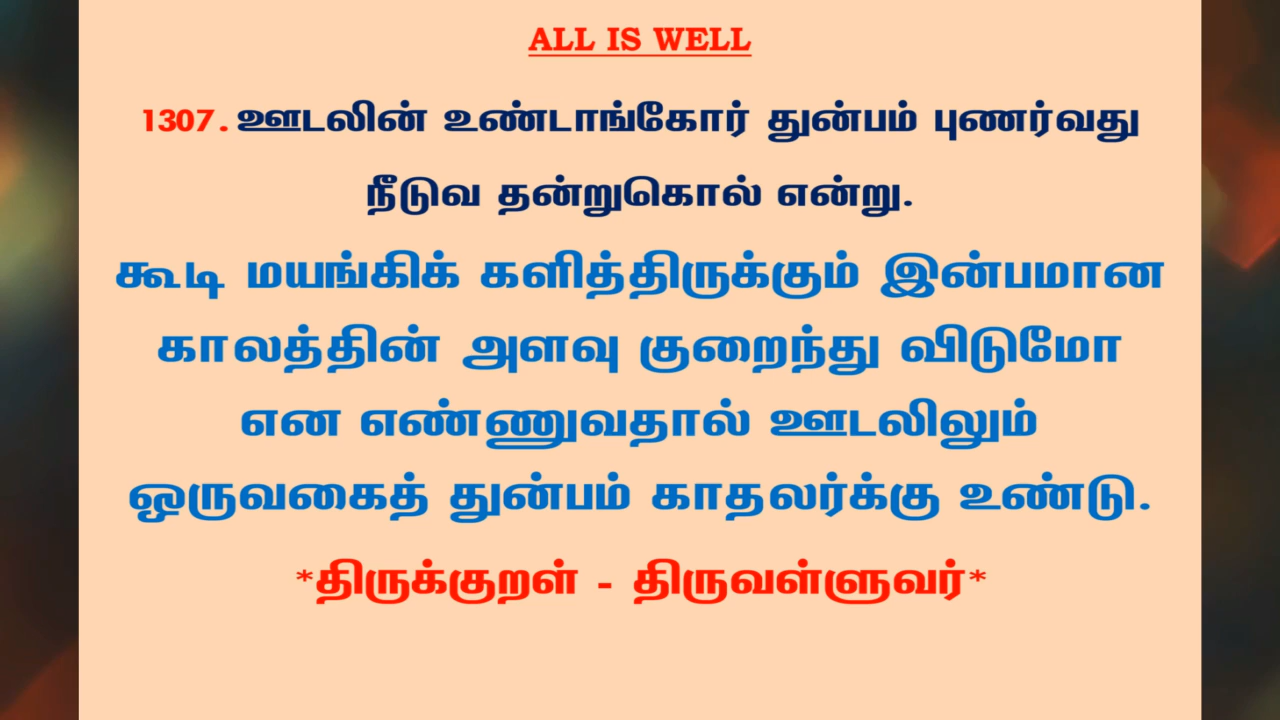 ALL IS WELL
1307. ஊடலின் உண்டாங்கோர் துன்பம் புணர்வது
நீடுவ தன்றுகொல் என்று.
கூடி மயங்கிக் களித்திருக்கும் இன்பமான
காலத்தின் அளவு குறைந்து விடுமோ
என எண்ணுவதால் ஊடலிலும்
ஒருவகைத் துன்பம் காதலர்க்கு உண்டு.
*திருக்குறள் - திருவள்ளுவர்*